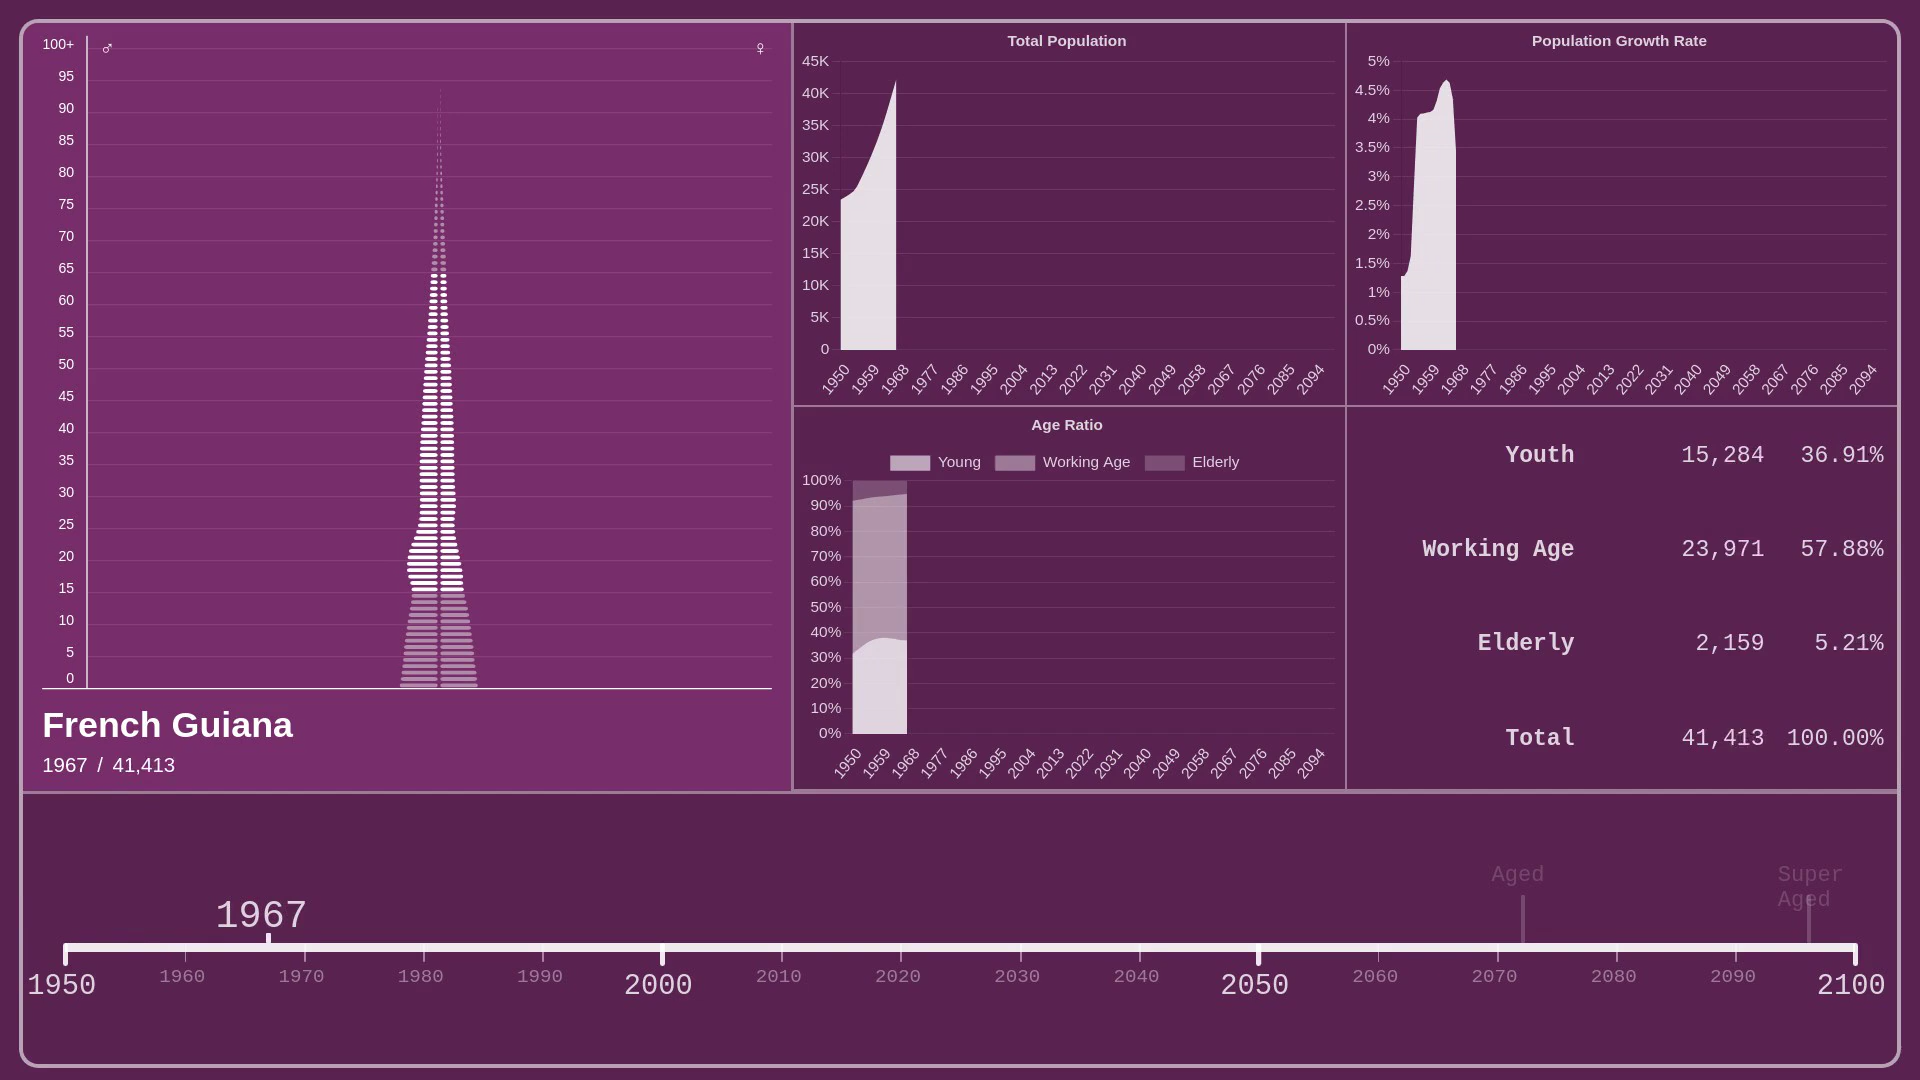 100+ ♂ ♀
95
90
85
80
75
70
65
60
55
50
45
40
35
30
25
20
15
10
5
0
French Guiana
1967 / 41,413
Total Population
45K
40K
35K
30K
25K
20K
15K
10K
5K
0
1950 1959 1968 1977 1986 1995 2004 2013 2022 2031 2040 2049 2058 2067 2076 2085 2094
Population Growth Rate
5%
4.5%
4%
3.5%
3%
2.5%
2%
1.5%
1%
0.5%
0%
1950 1959 1968 1977 1986 1995 2004 2013 2022 2031 2040 2049 2058 2067 2076 2085 2094
Age Ratio
Young Working Age Elderly
100%
90%
80%
70%
60%
50%
40%
30%
20%
10%
0%
1950 1959 1968 1977 1986 1995 2004 2013 2022 2031 2040 2049 2058 2067 2076 2085 2094
Youth 15,284 36.91%
Working Age 23,971 57.88%
Elderly 2,159 5.21%
Total 41,413 100.00%
Aged
Super
Aged
1967
1950 1960 1970 1980 1990 2000 2010 2020 2030 2040 2050 2060 2070 2080 2090 2100